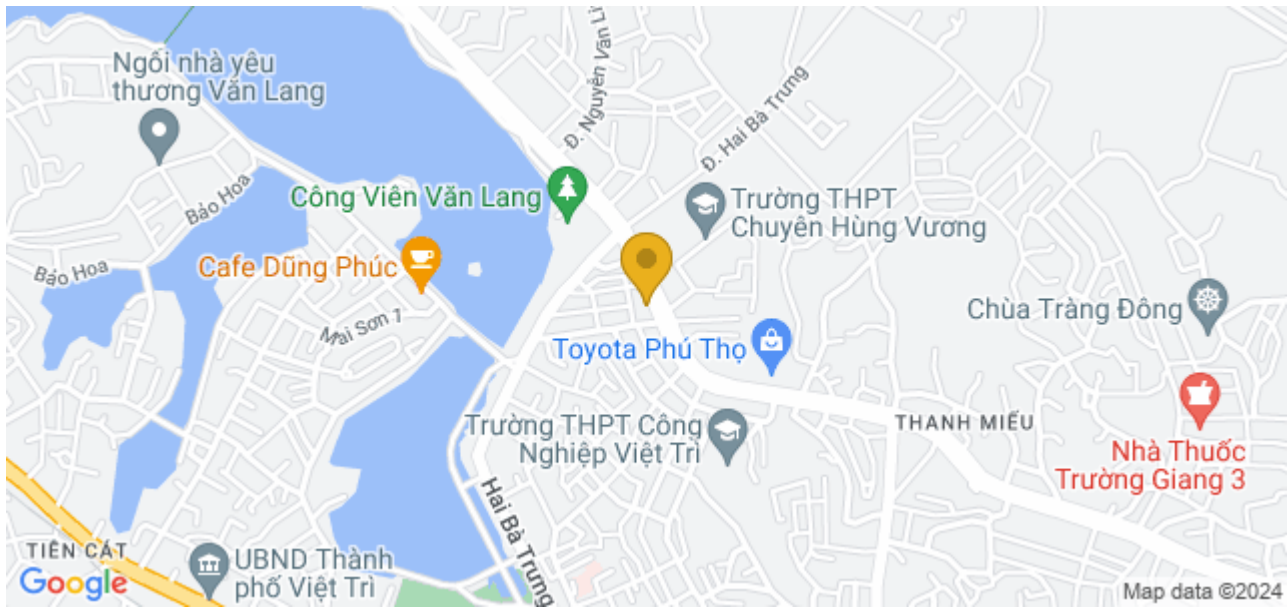 Ngôi nhà yêu
thương Văn Lang
Đ. Nguyễn Văn Li
Đ. Hai Bà Trưng
Bảo Hoa
Công Viên Văn Lang
Trường THPT
Chuyên Hùng Vương
Bảo Hoa
Cafe Dũng Phúc
Mai Sơn 1
Chùa Tràng Đông
Toyota Phú Thọ
Trường THPT Công
Nghiệp Việt Trì
THANH MIẾU
Nhà Thuốc
Trường Giang 3
Hai Bà Trưng
TIÊN CÁT
UBND Thành
phố Việt Trì
Google
Map data ©2024